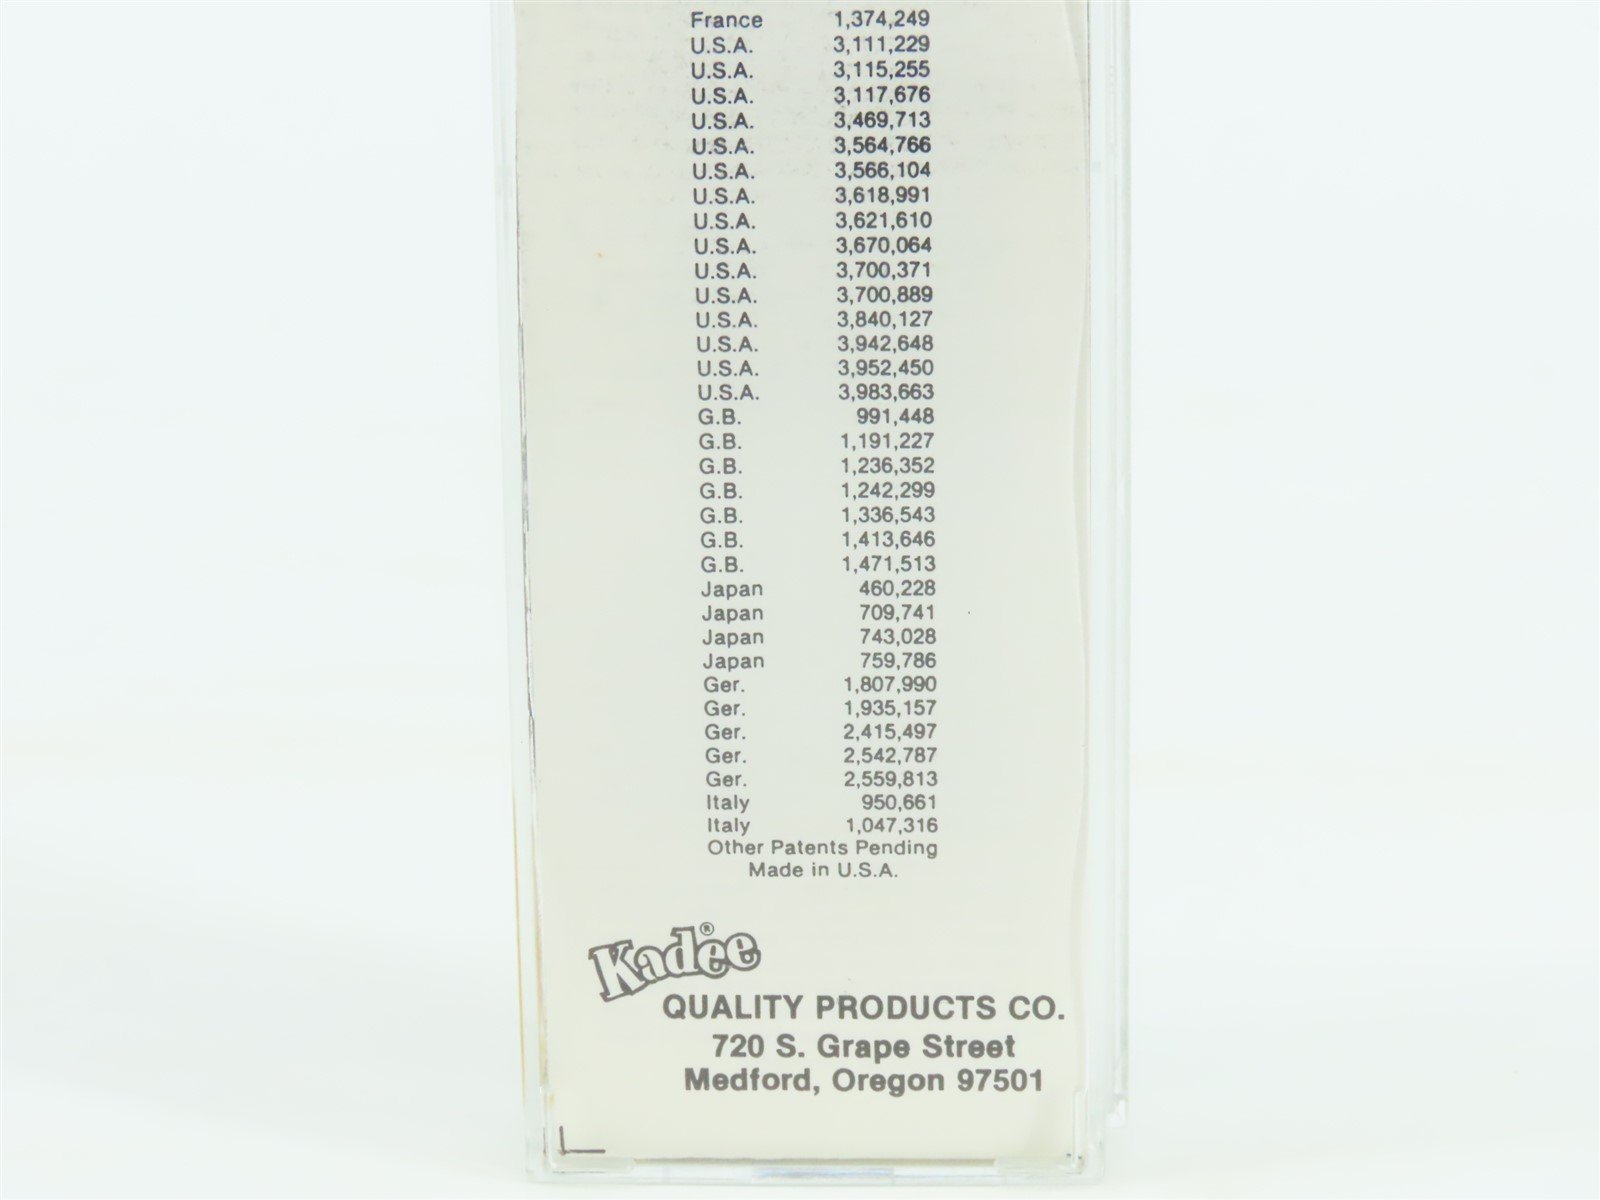 France 1,374,249
U.S.A. 3,111,229
U.S.A. 3,115,255
U.S.A. 3,117,676
U.S.A. 3,469,713
U.S.A. 3,564,766
U.S.A. 3,566,104
U.S.A. 3,618,991
U.S.A. 3,621,610
U.S.A. 3,670,064
U.S.A. 3,700,371
U.S.A. 3,700,889
U.S.A. 3,840,127
U.S.A. 3,942,648
U.S.A. 3,952,450
U.S.A. 3,983,663
G.B. 991,448
G.B. 1,191,227
G.B. 1,236,352
G.B. 1,242,299
G.B. 1,336,543
G.B. 1,413,646
G.B. 1,471,513
Japan 460,228
Japan 709,741
Japan 743,028
Japan 759,786
Ger. 1,807,990
Ger. 1,935,157
Ger. 2,415,497
Ger. 2,542,787
Ger. 2,559,813
Italy 950,661
Italy 1,047,316
Other Patents Pending
Made in U.S.A.
Kadee®
QUALITY PRODUCTS CO.
720 S. Grape Street
Medford, Oregon 97501